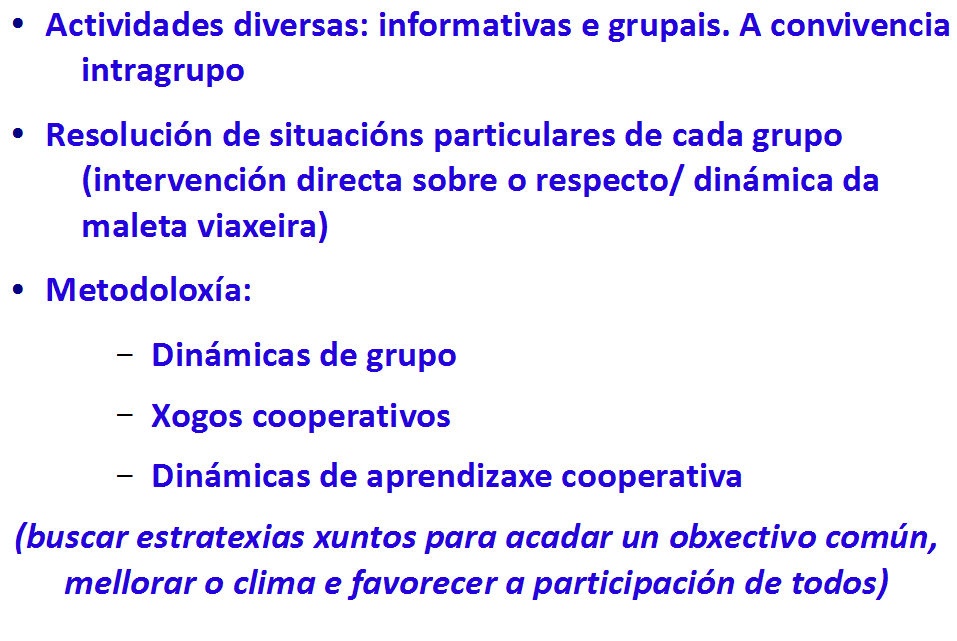 • Actividades diversas: informativas e grupais. A convivencia
intragrupo
• Resolución de situacións particulares de cada grupo
(intervención directa sobre o respecto/ dinámica da
maleta viaxeira)
• Metodoloxía:
– Dinámicas de grupo
– Xogos cooperativos
– Dinámicas de aprendizaxe cooperativa
(buscar estratexias xuntos para acadar un obxectivo común,
mellorar o clima e favorecer a participación de todos)